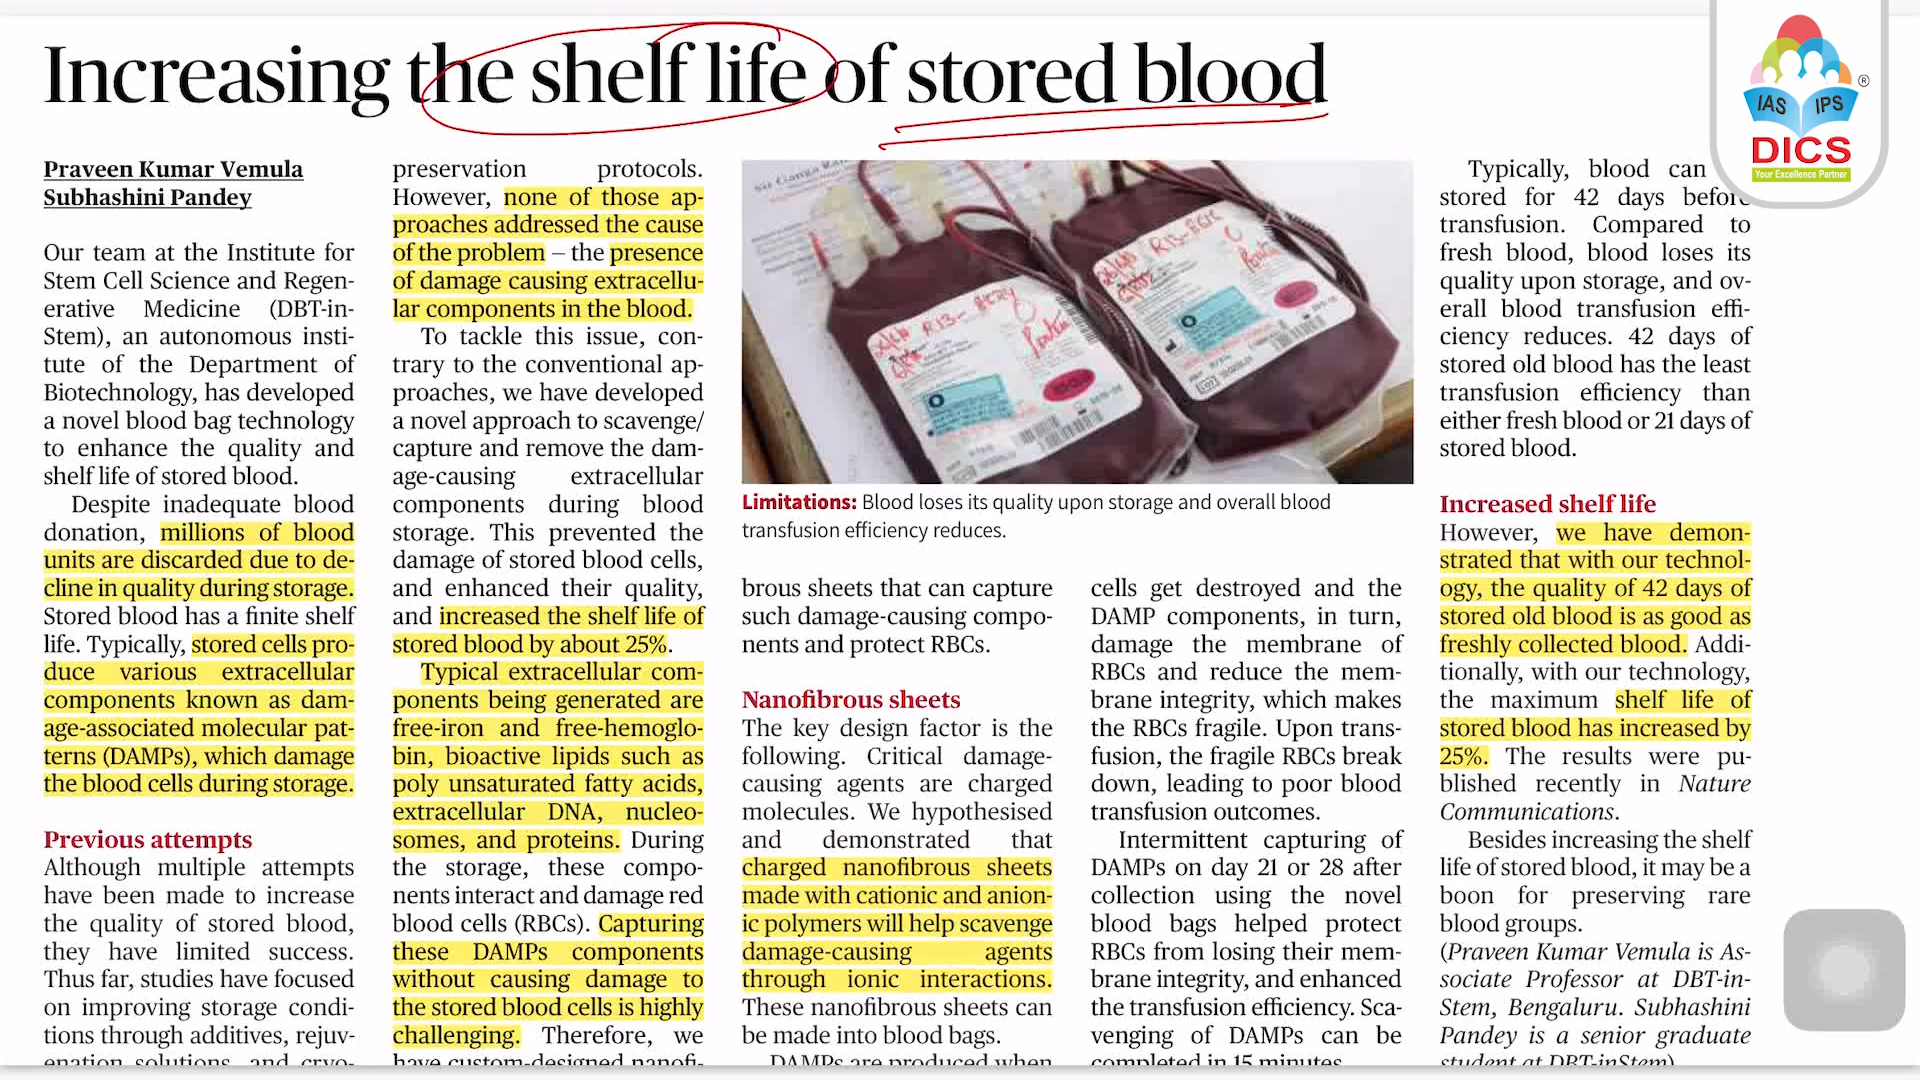 Increasing the shelf life of stored blood
IAS IPS
®
DICS
Your Excellence Partner
Praveen Kumar Vemula
Subhashini Pandey
Our team at the Institute for
Stem Cell Science and Regen-
erative Medicine (DBT-in-
Stem), an autonomous insti-
tute of the Department of
Biotechnology, has developed
a novel blood bag technology
to enhance the quality and
shelf life of stored blood.
Despite inadequate blood
donation, millions of blood
units are discarded due to de-
cline in quality during storage.
Stored blood has a finite shelf
life. Typically, stored cells pro-
duce various extracellular
components known as dam-
age-associated molecular pat-
terns (DAMPs), which damage
the blood cells during storage.
Previous attempts
Although multiple attempts
have been made to increase
the quality of stored blood,
they have limited success.
Thus far, studies have focused
on improving storage condi-
tions through additives, rejuv-
enation solutions, and cryo-
preservation protocols.
However, none of those ap-
proaches addressed the cause
of the problem – the presence
of damage causing extracellu-
lar components in the blood.
To tackle this issue, con-
trary to the conventional ap-
proaches, we have developed
a novel approach to scavenge/
capture and remove the dam-
age-causing extracellular
components during blood
storage. This prevented the
damage of stored blood cells,
and enhanced their quality,
and increased the shelf life of
stored blood by about 25%.
Typical extracellular com-
ponents being generated are
free-iron and free-hemoglo-
bin, bioactive lipids such as
poly unsaturated fatty acids,
extracellular DNA, nucleo-
somes, and proteins. During
the storage, these compo-
nents interact and damage red
blood cells (RBCs). Capturing
these DAMPs components
without causing damage to
the stored blood cells is highly
challenging. Therefore, we
have custom-designed nanofi-
Limitations: Blood loses its quality upon storage and overall blood
transfusion efficiency reduces.
brous sheets that can capture
such damage-causing compo-
nents and protect RBCs.
Nanofibrous sheets
The key design factor is the
following. Critical damage-
causing agents are charged
molecules. We hypothesised
and demonstrated that
charged nanofibrous sheets
made with cationic and anion-
ic polymers will help scavenge
damage-causing agents
through ionic interactions.
These nanofibrous sheets can
be made into blood bags.
DAMPs are produced when
cells get destroyed and the
DAMP components, in turn,
damage the membrane of
RBCs and reduce the mem-
brane integrity, which makes
the RBCs fragile. Upon trans-
fusion, the fragile RBCs break
down, leading to poor blood
transfusion outcomes.
Intermittent capturing of
DAMPs on day 21 or 28 after
collection using the novel
blood bags helped protect
RBCs from losing their mem-
brane integrity, and enhanced
the transfusion efficiency. Sca-
venging of DAMPs can be
completed in 15 minutes.
Typically, blood can
stored for 42 days before
transfusion. Compared to
fresh blood, blood loses its
quality upon storage, and ov-
erall blood transfusion effi-
ciency reduces. 42 days of
stored old blood has the least
transfusion efficiency than
either fresh blood or 21 days of
stored blood.
Increased shelf life
However, we have demon-
strated that with our technol-
ogy, the quality of 42 days of
stored old blood is as good as
freshly collected blood. Addi-
tionally, with our technology,
the maximum shelf life of
stored blood has increased by
25%. The results were pu-
blished recently in Nature
Communications.
Besides increasing the shelf
life of stored blood, it may be a
boon for preserving rare
blood groups.
(Praveen Kumar Vemula is As-
sociate Professor at DBT-in-
Stem, Bengaluru. Subhashini
Pandey is a senior graduate
student at DBT-inStem)